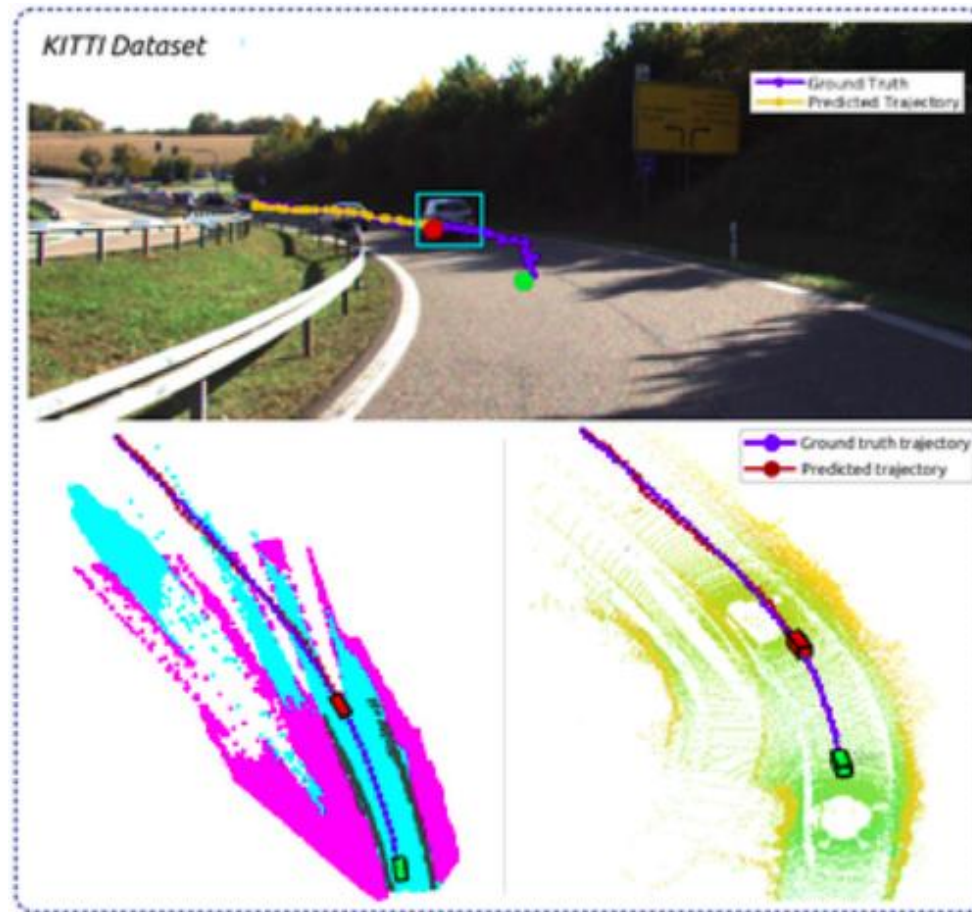 KITTI Dataset
Ground Truth
Predicted Trajectory
Ground truth trajectory
Predicted trajectory